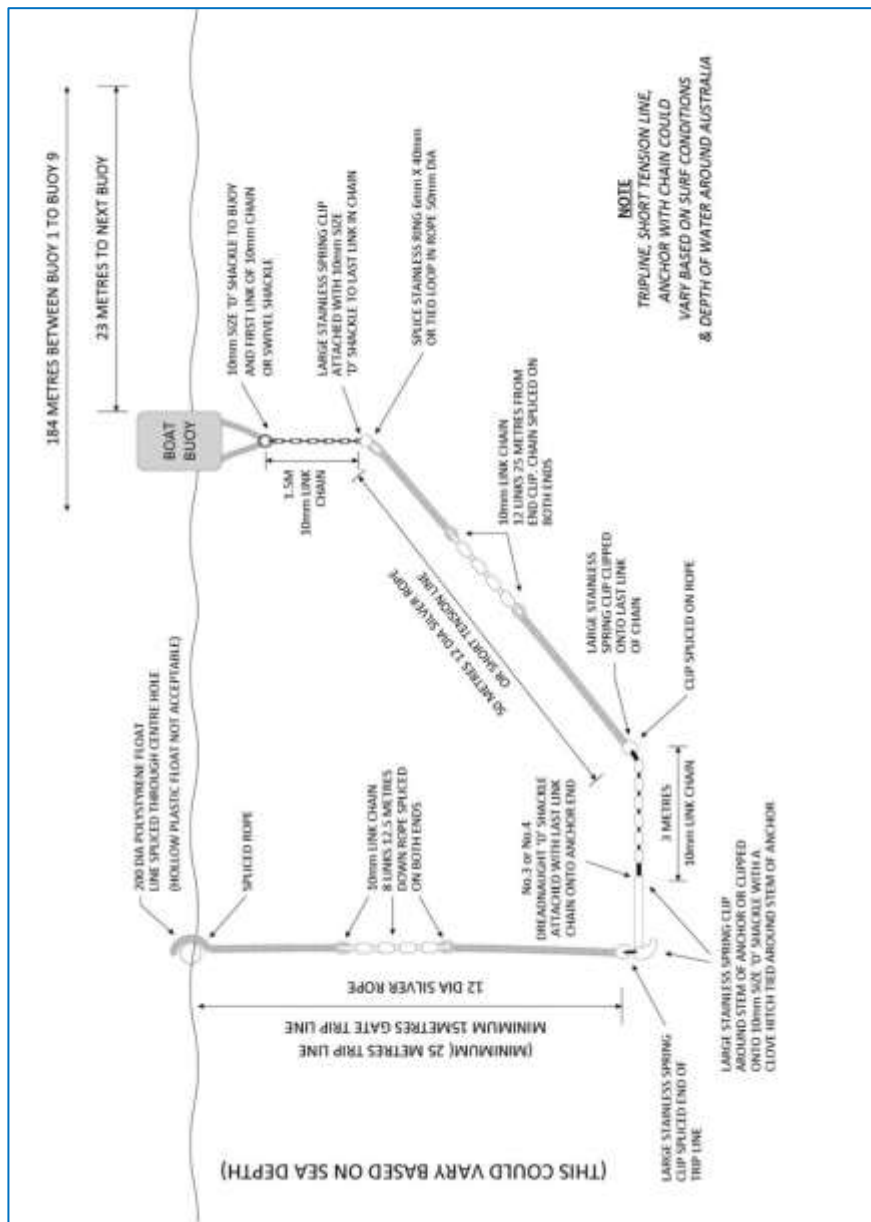 184 METRES BETWEEN BUOY 1 TO BUOY 9
23 METRES TO NEXT BUOY
BOAT
BUOY
10mm SIZE 'D' SHACKLE TO BUOY
AND FIRST LINK OF 10mm CHAIN
OR SWIVEL SHACKLE
1.5M
10mm LINK
CHAIN
LARGE STAINLESS SPRING CLIP
ATTACHED WITH 10mm SIZE
'D' SHACKLE TO LAST LINK IN CHAIN
SPLICE STAINLESS RING 6mm X 40mm
OR TIED LOOP IN ROPE 50mm DIA
10mm LINK CHAIN
12 LINKS 25 METRES FROM
END CLIP. CHAIN SPLICED ON
BOTH ENDS
50 METRES 12 DIA SILVER ROPE
OR SHORT TENSION LINE
LARGE STAINLESS
SPRING CLIP CLIPPED
ONTO LAST LINK
OF CHAIN
CLIP SPLICED ON ROPE
3 METRES
10mm LINK CHAIN
NOTE
TRIPLINE, SHORT TENSION LINE,
ANCHOR WITH CHAIN COULD
VARY BASED ON SURF CONDITIONS
& DEPTH OF WATER AROUND AUSTRALIA
200 DIA POLYSTYRENE FLOAT
LINE SPLICED THROUGH CENTRE HOLE
(HOLLOW PLASTIC FLOAT NOT ACCEPTABLE)
SPLICED ROPE
10mm LINK CHAIN
8 LINKS 12.5 METRES
DOWN ROPE SPLICED
ON BOTH ENDS
No.3 or No.4
DREADNAUGHT 'D' SHACKLE
ATTACHED WITH LAST LINK
CHAIN ONTO ANCHOR END
12 DIA SILVER ROPE
MINIMUM 15METRES GATE TRIP LINE
(MINIMUM( 25 METRES TRIP LINE
LARGE STAINLESS SPRING CLIP
AROUND STEM OF ANCHOR OR CLIPPED
ONTO 10mm SIZE 'D' SHACKLE WITH A
CLOVE HITCH TIED AROUND STEM OF ANCHOR
LARGE STAINLESS SPRING
CLIP SPLICED END OF
TRIP LINE
(THIS COULD VARY BASED ON SEA DEPTH)